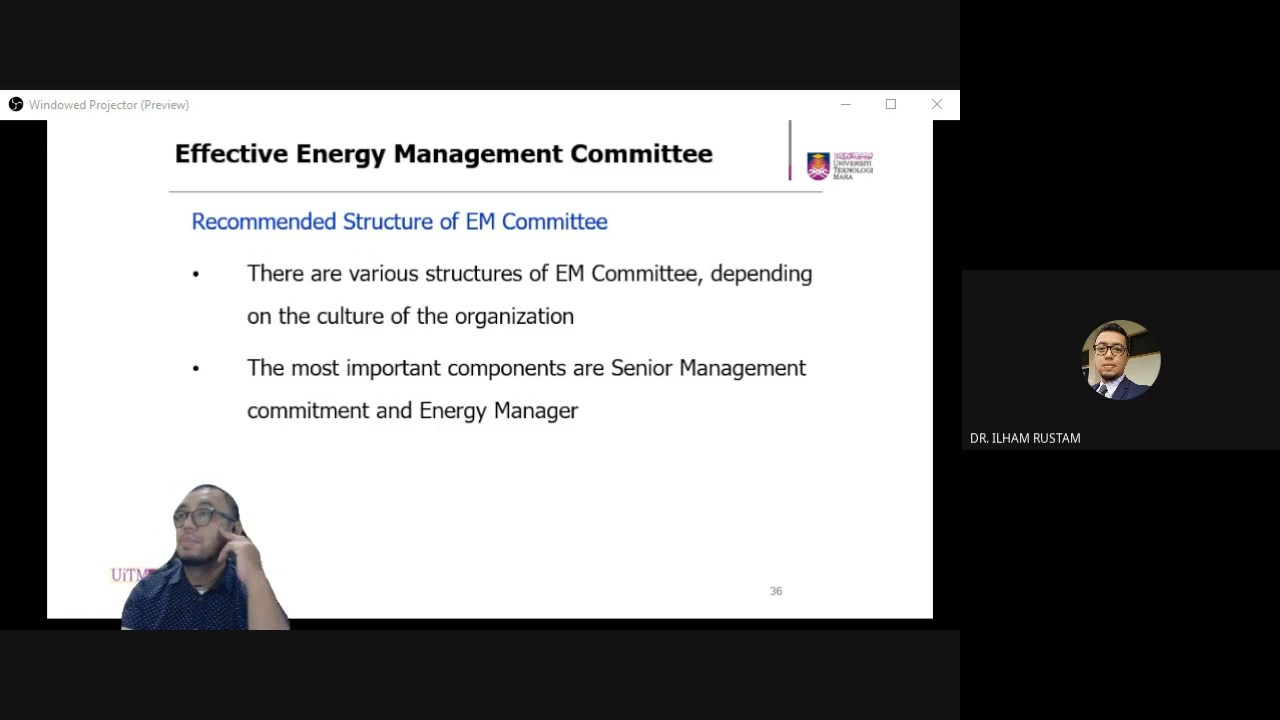 Windowed Projector (Preview)
Effective Energy Management Committee
UNIVERSITI
TEKNOLOGI
MARA
Recommended Structure of EM Committee
• There are various structures of EM Committee, depending
on the culture of the organization
• The most important components are Senior Management
commitment and Energy Manager
DR. ILHAM RUSTAM
UiTM
36